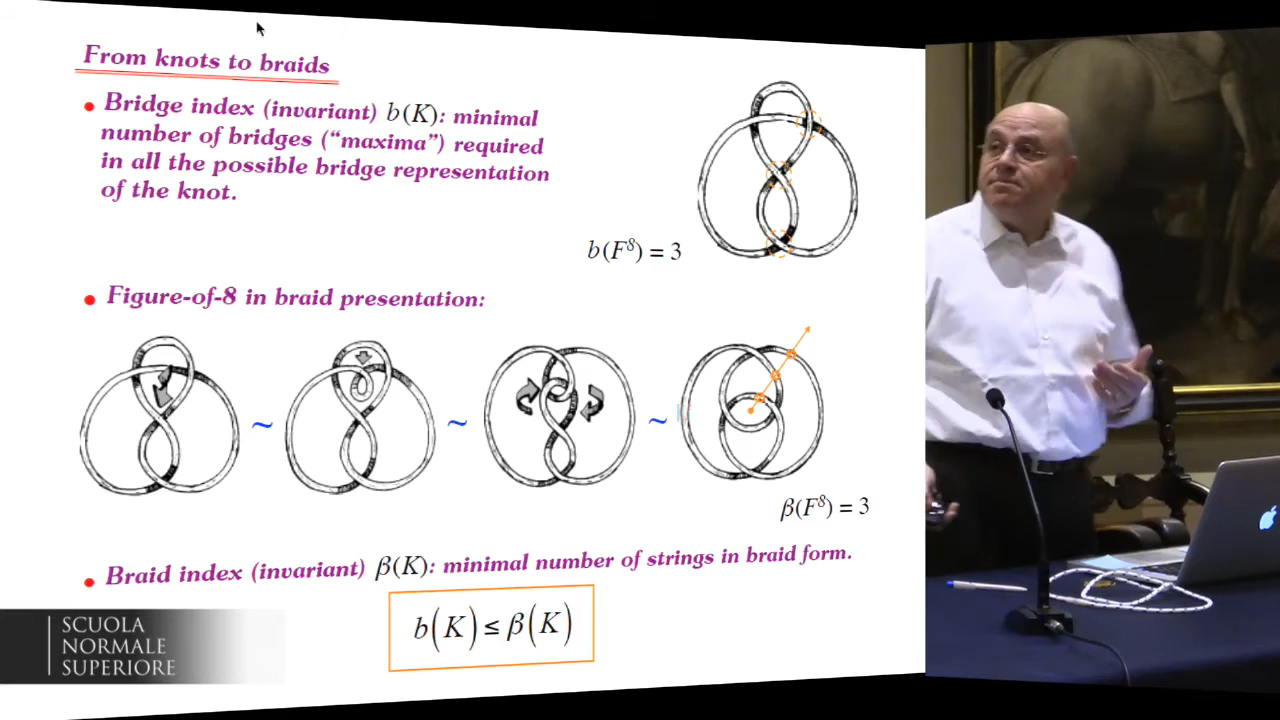 From knots to braids
• Bridge index (invariant) b(K): minimal
number of bridges (“maxima”) required
in all the possible bridge representation
of the knot.
b(F⁸) = 3
• Figure-of-8 in braid presentation:
~ ~ ~
β(F⁸) = 3
• Braid index (invariant) β(K): minimal number of strings in braid form.
b(K) ≤ β(K)
SCUOLA
NORMALE
SUPERIORE